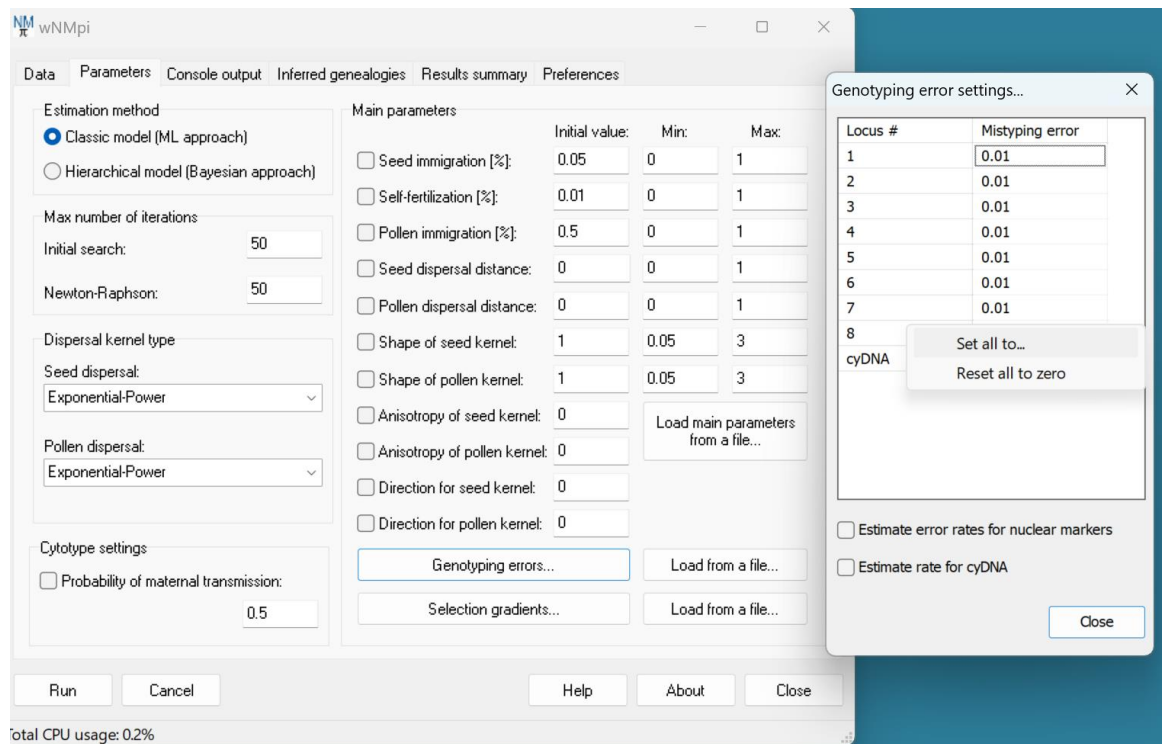 NM
π wNMpi
Data Parameters Console output Inferred genealogies Results summary Preferences
Estimation method
Classic model (ML approach)
Hierarchical model (Bayesian approach)
Max number of iterations
Initial search: 50
Newton-Raphson: 50
Dispersal kernel type
Seed dispersal:
Exponential-Power
Pollen dispersal:
Exponential-Power
Cytotype settings
Probability of maternal transmission:
0.5
Main parameters
Initial value: Min: Max:
Seed immigration [%]: 0.05 0 1
Self-fertilization [%]: 0.01 0 1
Pollen immigration [%]: 0.5 0 1
Seed dispersal distance: 0 0 1
Pollen dispersal distance: 0 0 1
Shape of seed kernel: 1 0.05 3
Shape of pollen kernel: 1 0.05 3
Anisotropy of seed kernel: 0
Anisotropy of pollen kernel: 0
Direction for seed kernel: 0
Direction for pollen kernel: 0
Load main parameters
from a file...
Genotyping errors... Load from a file...
Selection gradients... Load from a file...
Run Cancel Help About Close
Total CPU usage: 0.2%
Genotyping error settings...
Locus # Mistyping error
1 0.01
2 0.01
3 0.01
4 0.01
5 0.01
6 0.01
7 0.01
8
cyDNA
Set all to...
Reset all to zero
Estimate error rates for nuclear markers
Estimate rate for cyDNA
Close